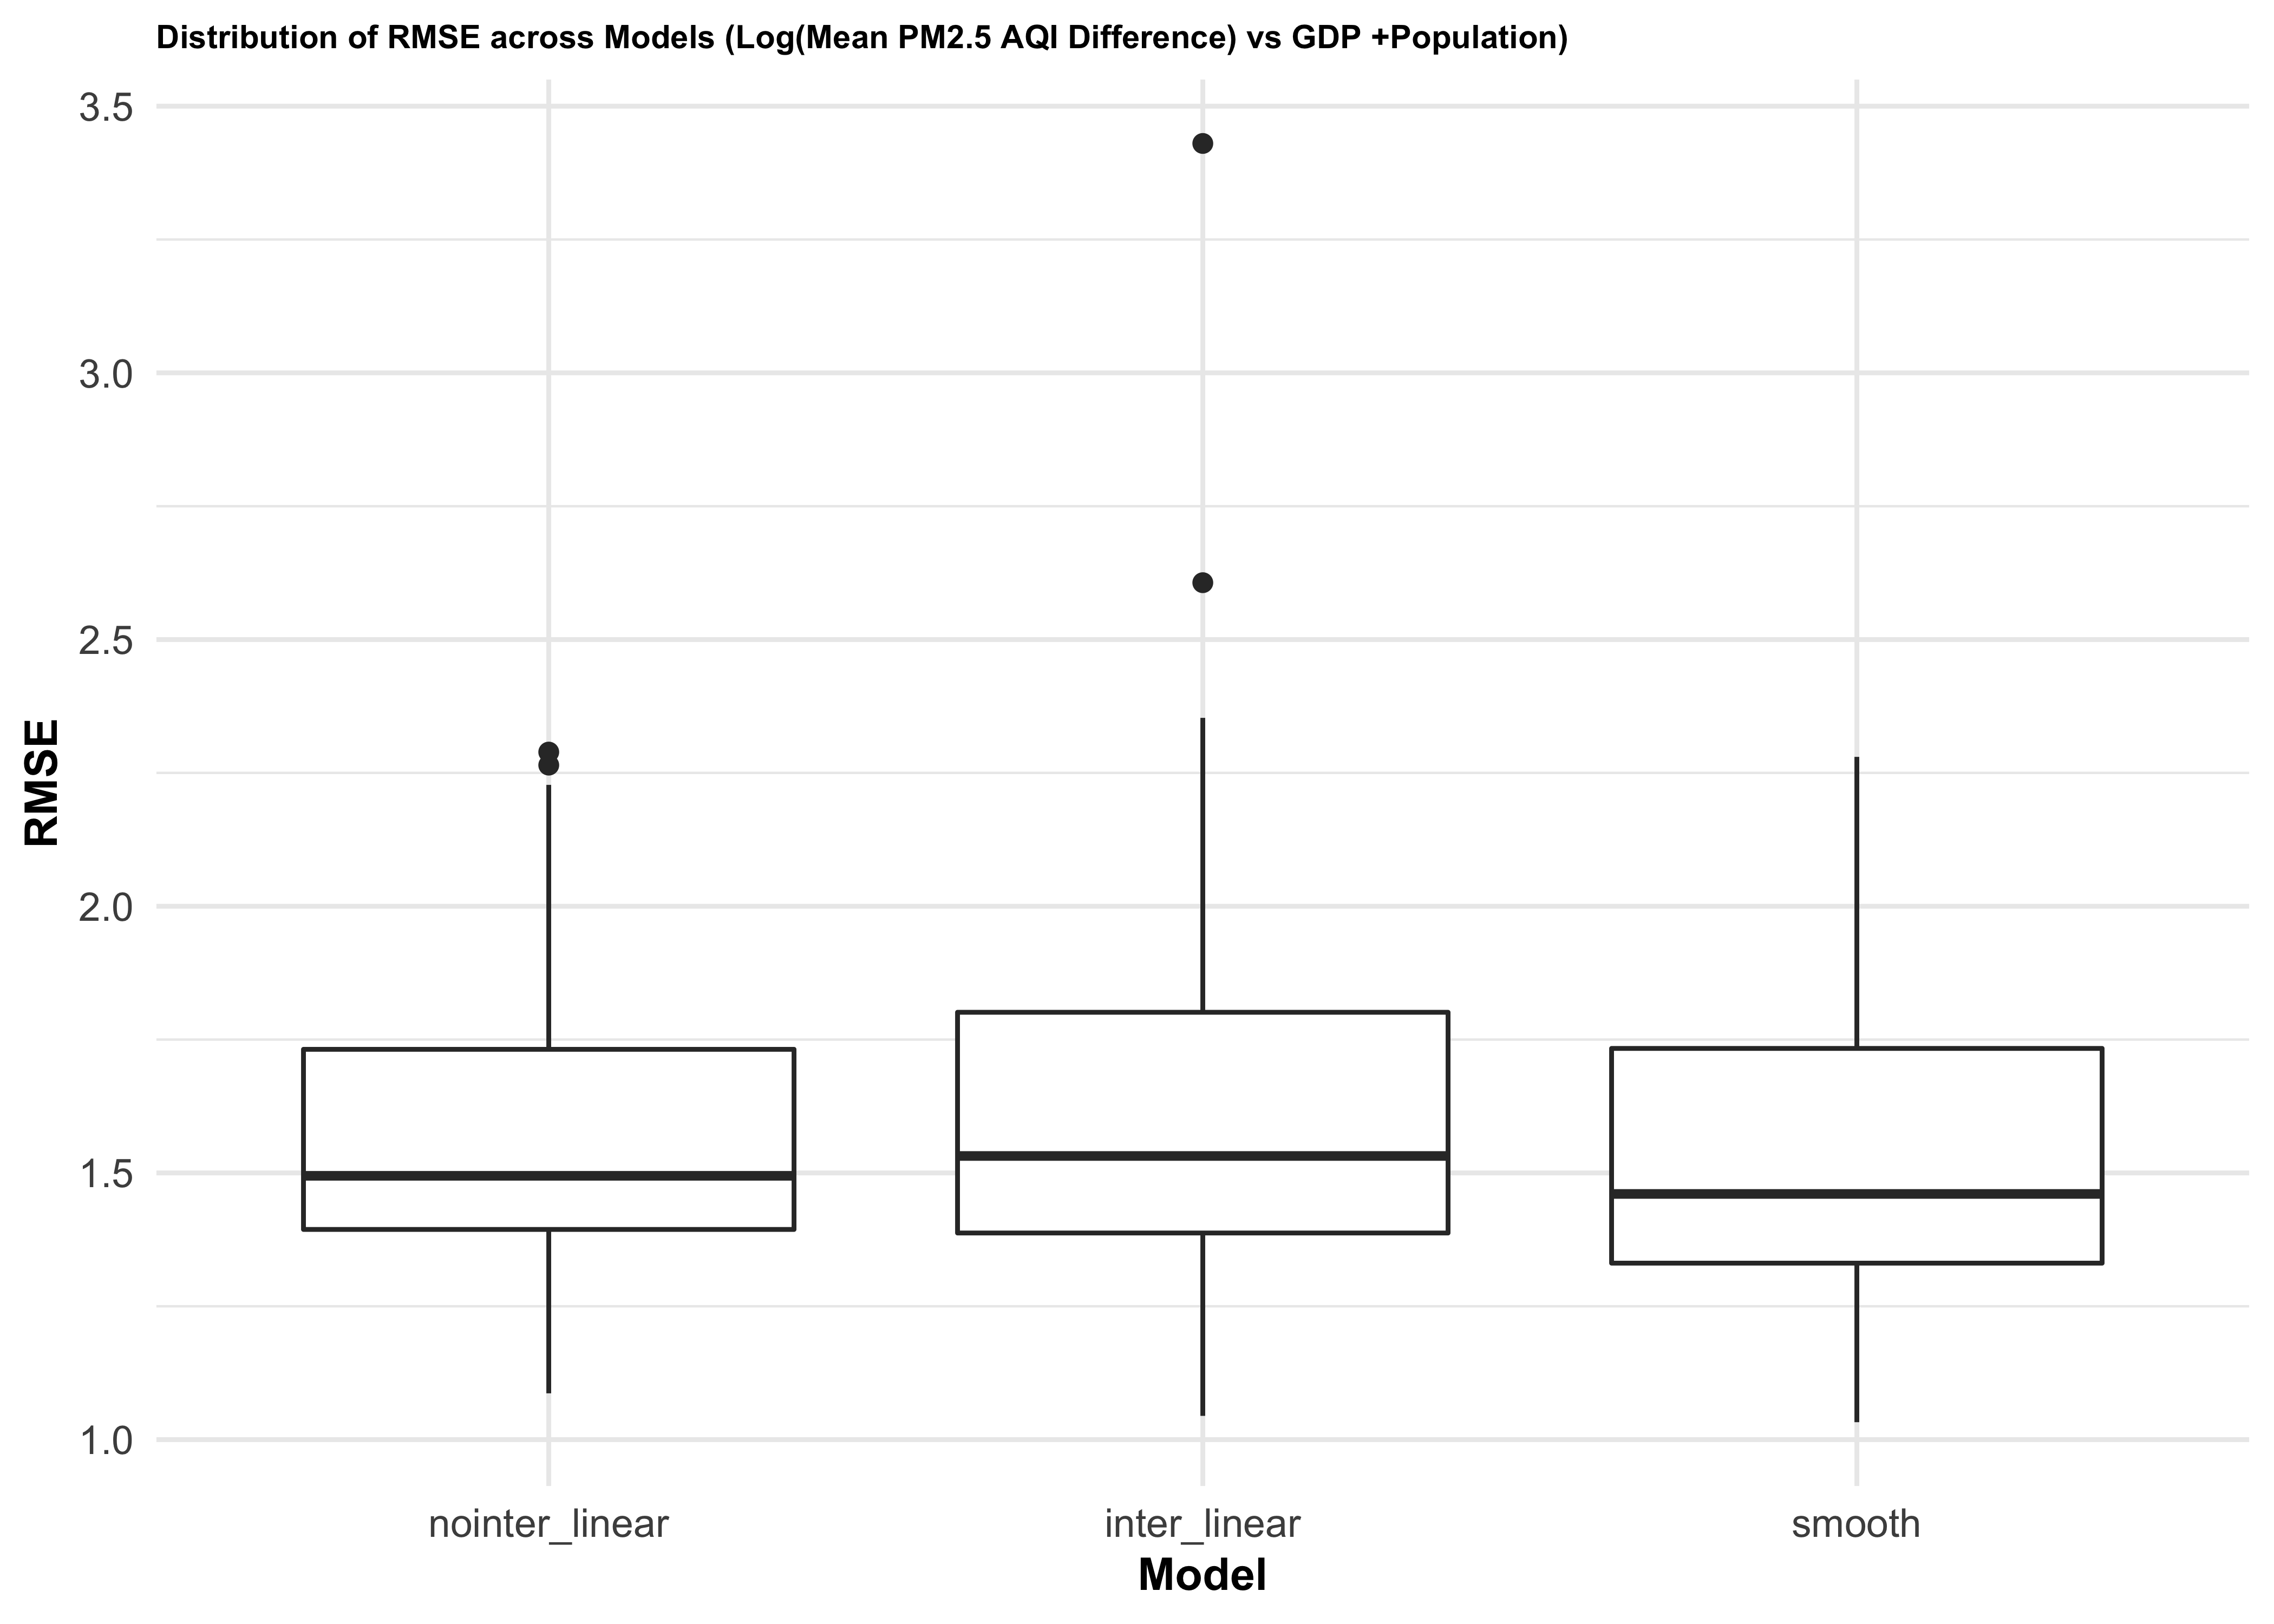 Distribution of RMSE across Models (Log(Mean PM2.5 AQI Difference) vs GDP +Population)
3.5
3.0
2.5
2.0
1.5
1.0
RMSE
nointer_linear
inter_linear
smooth
Model